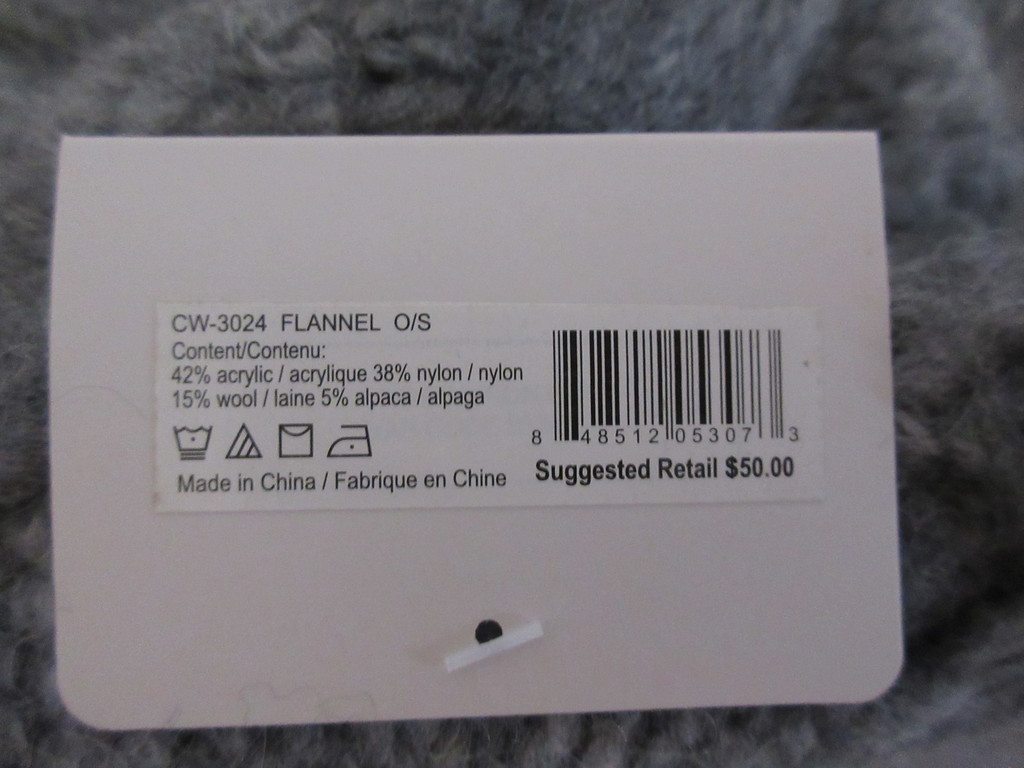 CW-3024 FLANNEL O/S
Content/Contenu:
42% acrylic / acrylique 38% nylon / nylon
15% wool / laine 5% alpaca / alpaga
Made in China / Fabrique en Chine
8 48512 05307 3
Suggested Retail $50.00